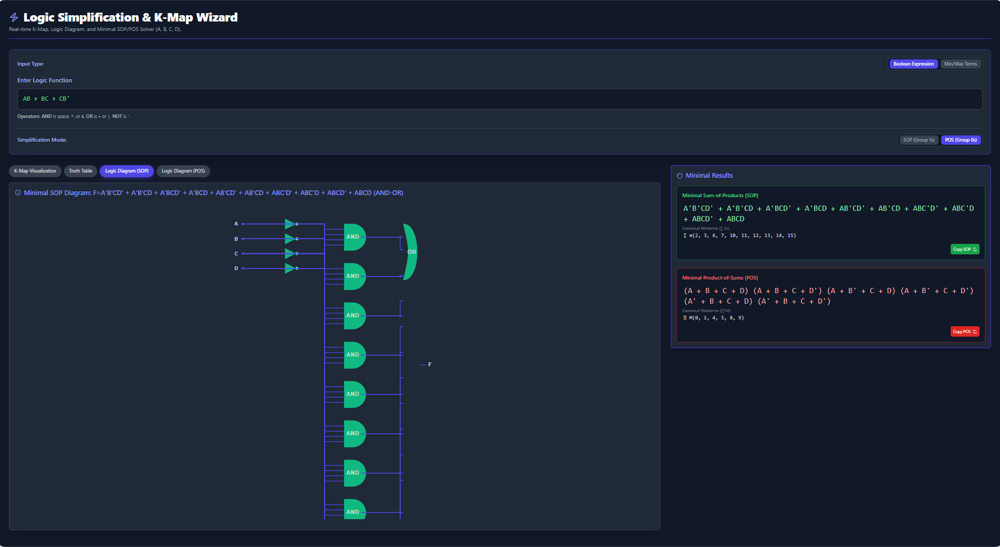 Logic Simplification & K-Map Wizard
Real-time K-Map, Logic Diagram, and Minimal SOP/POS Solver (A, B, C, D).
Input Type:
Boolean Expression
Min/Max Terms
Enter Logic Function
AB + BC + CB'
Operators: AND is space, *, or &. OR is + or |. NOT is '.
Simplification Mode:
SOP (Group 1s)
POS (Group 0s)
K-Map Visualization
Truth Table
Logic Diagram (SOP)
Logic Diagram (POS)
Minimal SOP Diagram: F=A'B'CD' + A'B'CD + A'BCD' + A'BCD + AB'CD' + AB'CD + ABC'D' + ABC'D + ABCD' + ABCD (AND-OR)
A
B
C
D
AND
OR
AND
AND
AND
F
AND
AND
AND
AND
Minimal Results
Minimal Sum-of-Products (SOP)
A'B'CD' + A'B'CD + A'BCD' + A'BCD + AB'CD' + AB'CD + ABC'D' + ABC'D
+ ABCD' + ABCD
Canonical Minterms (∑ m):
∑ m(2, 3, 6, 7, 10, 11, 12, 13, 14, 15)
Copy SOP
Minimal Product-of-Sums (POS)
(A + B + C + D) (A + B + C + D') (A + B' + C + D) (A + B' + C + D')
(A' + B + C + D) (A' + B + C + D')
Canonical Maxterms (∏ M):
∏ M(0, 1, 4, 5, 8, 9)
Copy POS